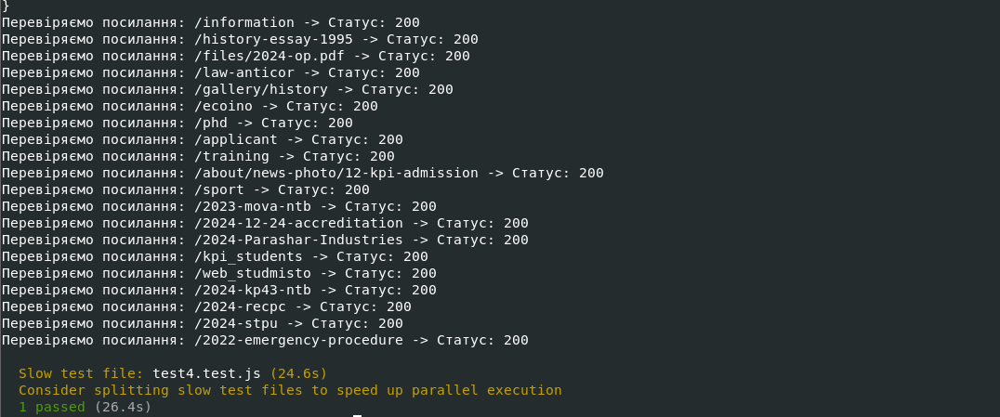 }
Перевіряємо посилання: /information -> Статус: 200
Перевіряємо посилання: /history-essay-1995 -> Статус: 200
Перевіряємо посилання: /files/2024-op.pdf -> Статус: 200
Перевіряємо посилання: /law-anticor -> Статус: 200
Перевіряємо посилання: /gallery/history -> Статус: 200
Перевіряємо посилання: /ecoino -> Статус: 200
Перевіряємо посилання: /phd -> Статус: 200
Перевіряємо посилання: /applicant -> Статус: 200
Перевіряємо посилання: /training -> Статус: 200
Перевіряємо посилання: /about/news-photo/12-kpi-admission -> Статус: 200
Перевіряємо посилання: /sport -> Статус: 200
Перевіряємо посилання: /2023-mova-ntb -> Статус: 200
Перевіряємо посилання: /2024-12-24-accreditation -> Статус: 200
Перевіряємо посилання: /2024-Parashar-Industries -> Статус: 200
Перевіряємо посилання: /kpi_students -> Статус: 200
Перевіряємо посилання: /web_studmisto -> Статус: 200
Перевіряємо посилання: /2024-kp43-ntb -> Статус: 200
Перевіряємо посилання: /2024-recpc -> Статус: 200
Перевіряємо посилання: /2024-stpu -> Статус: 200
Перевіряємо посилання: /2022-emergency-procedure -> Статус: 200
Slow test file: test4.test.js (24.6s)
Consider splitting slow test files to speed up parallel execution
1 passed (26.4s)